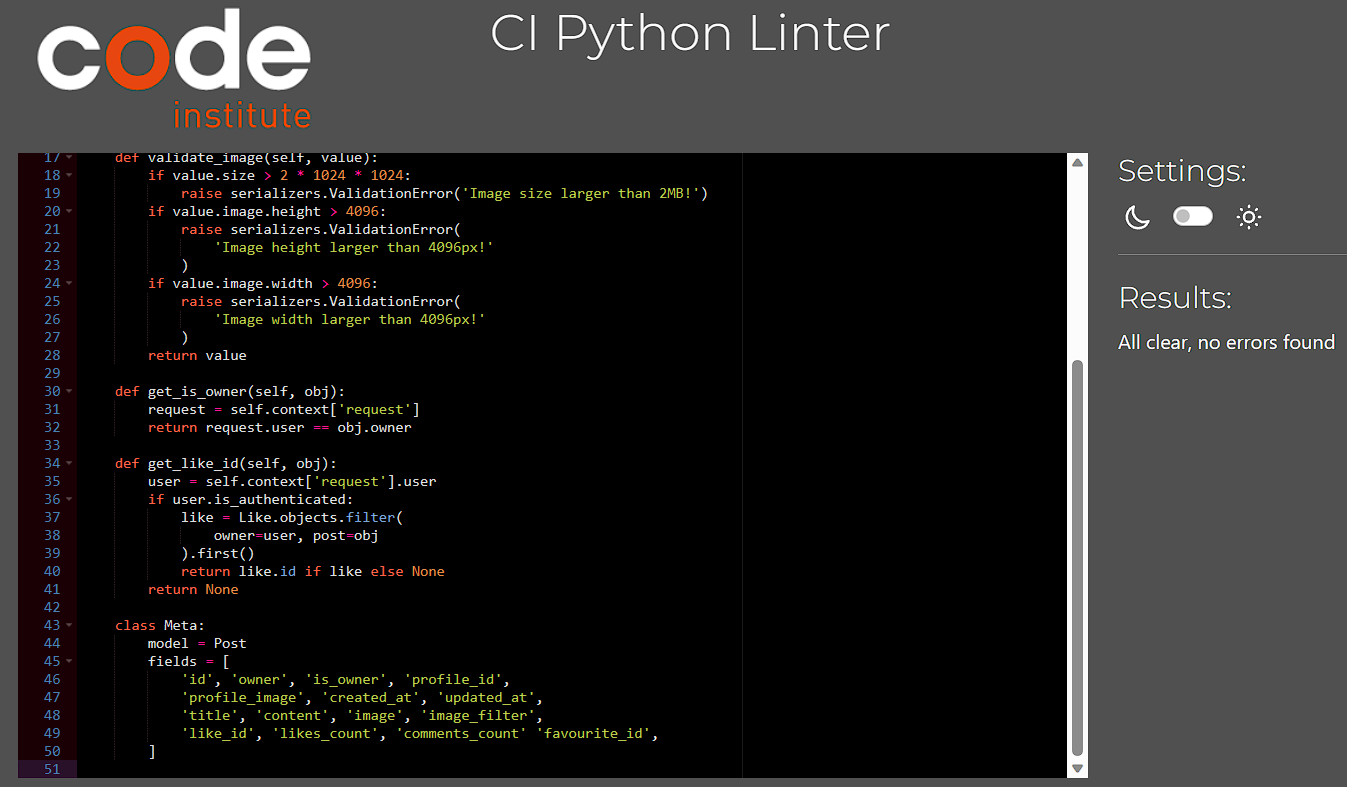 code
institute
CI Python Linter
17 def validate_image(self, value):
18 if value.size > 2 * 1024 * 1024:
19 raise serializers.ValidationError('Image size larger than 2MB!')
20 if value.image.height > 4096:
21 raise serializers.ValidationError(
22 'Image height larger than 4096px!'
23 )
24 if value.image.width > 4096:
25 raise serializers.ValidationError(
26 'Image width larger than 4096px!'
27 )
28 return value
29
30 def get_is_owner(self, obj):
31 request = self.context['request']
32 return request.user == obj.owner
33
34 def get_like_id(self, obj):
35 user = self.context['request'].user
36 if user.is_authenticated:
37 like = Like.objects.filter(
38 owner=user, post=obj
39 ).first()
40 return like.id if like else None
41 return None
42
43 class Meta:
44 model = Post
45 fields = [
46 'id', 'owner', 'is_owner', 'profile_id',
47 'profile_image', 'created_at', 'updated_at',
48 'title', 'content', 'image', 'image_filter',
49 'like_id', 'likes_count', 'comments_count' 'favourite_id',
50 ]
51
Settings:
Results:
All clear, no errors found